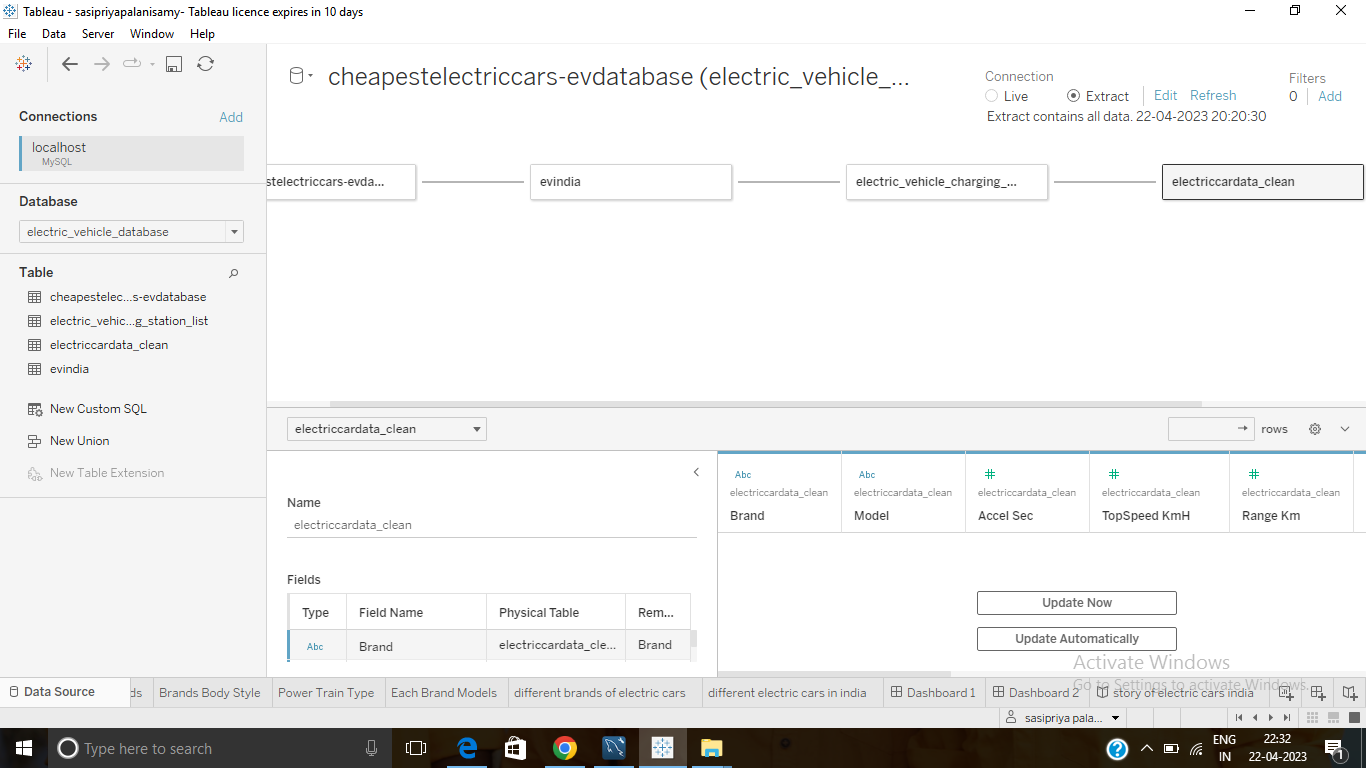 Tableau - sasipriyapalanisamy- Tableau licence expires in 10 days
File Data Server Window Help
Connections Add
localhost
MySQL
Database
electric_vehicle_database
Table
cheapestelec...s-evdatabase
electric_vehic...g_station_list
electriccardata_clean
evindia
New Custom SQL
New Union
New Table Extension
cheapestelectriccars-evdatabase (electric_vehicle_...
Connection
Live Extract Edit Refresh
Extract contains all data. 22-04-2023 20:20:30
Filters
0 Add
stelectriccars-evda... evindia electric_vehicle_charging_... electriccardata_clean
electriccardata_clean rows
Name
electriccardata_clean
Fields
Type Field Name Physical Table Rem...
Abc Brand electriccardata_cle... Brand
Abc Abc # # #
electriccardata_clean electriccardata_clean electriccardata_clean electriccardata_clean electriccardata_clean
Brand Model Accel Sec TopSpeed KmH Range Km
Update Now
Update Automatically
Activate Windows
Go to Settings to activate Windows.
Data Source ds Brands Body Style Power Train Type Each Brand Models different brands of electric cars different electric cars in india Dashboard 1 Dashboard 2 story of electric cars india
sasipriya pala...
Type here to search
ENG
IN
22:32
22-04-2023
1